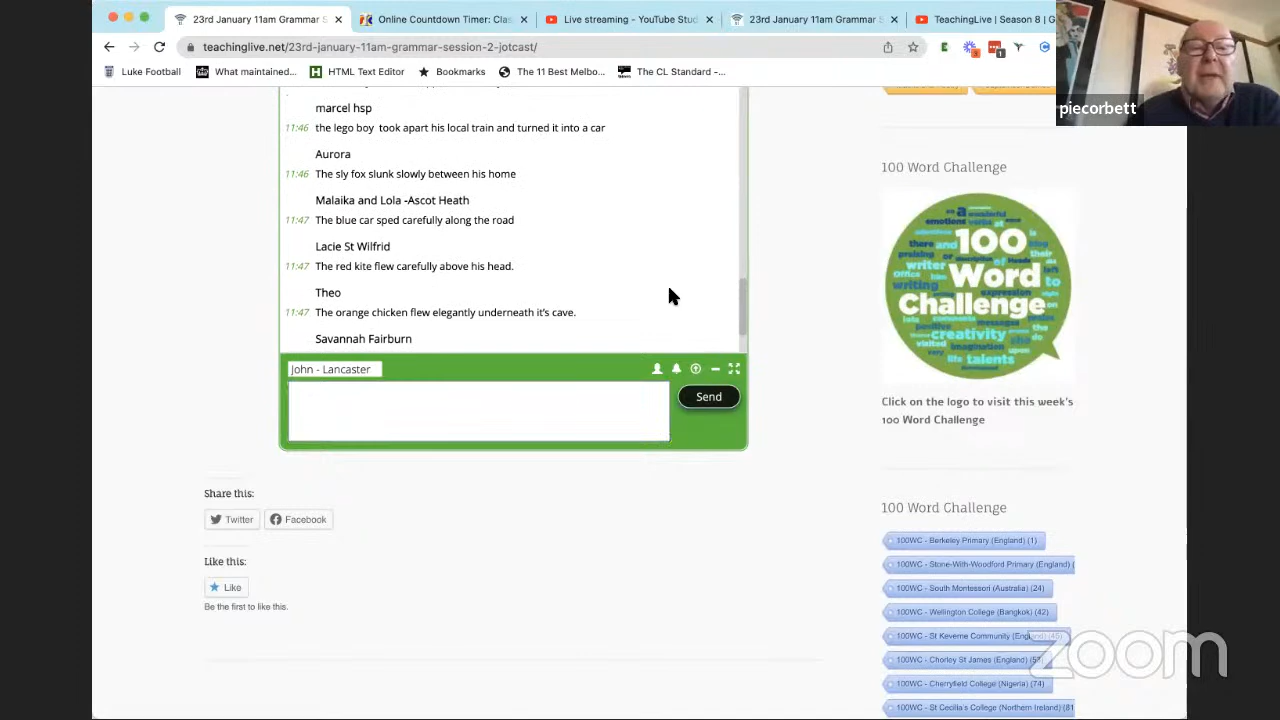 23rd January 11am Grammar S
Online Countdown Timer: Clas
Live streaming - YouTube Stud
23rd January 11am Grammar S
TeachingLive | Season 8 | G
teachinglive.net/23rd-january-11am-grammar-session-2-jotcast/
Luke Football
What maintained...
HTML Text Editor
Bookmarks
The 11 Best Melbo...
The CL Standard -...
piecorbett
marcel hsp
11:46 the lego boy took apart his local train and turned it into a car
Aurora
11:46 The sly fox slunk slowly between his home
Malaika and Lola -Ascot Heath
11:47 The blue car sped carefully along the road
Lacie St Wilfrid
11:47 The red kite flew carefully above his head.
Theo
11:47 The orange chicken flew elegantly underneath it's cave.
Savannah Fairburn
John - Lancaster
Send
Share this:
Twitter
Facebook
Like this:
Like
Be the first to like this.
100 Word Challenge
100
Word
Challenge
creativity
imagination
talents
writing
writer
Click on the logo to visit this week's
100 Word Challenge
100 Word Challenge
100WC - Berkeley Primary (England) (1)
100WC - Stone-With-Woodford Primary (England) (
100WC - South Montessori (Australia) (24)
100WC - Wellington College (Bangkok) (42)
100WC - St Keverne Community (England) (45)
100WC - Chorley St James (England)
100WC - Cherryfield College (Nigeria) (74)
100WC - St Cecilia's College (Northern Ireland) (81
zoom